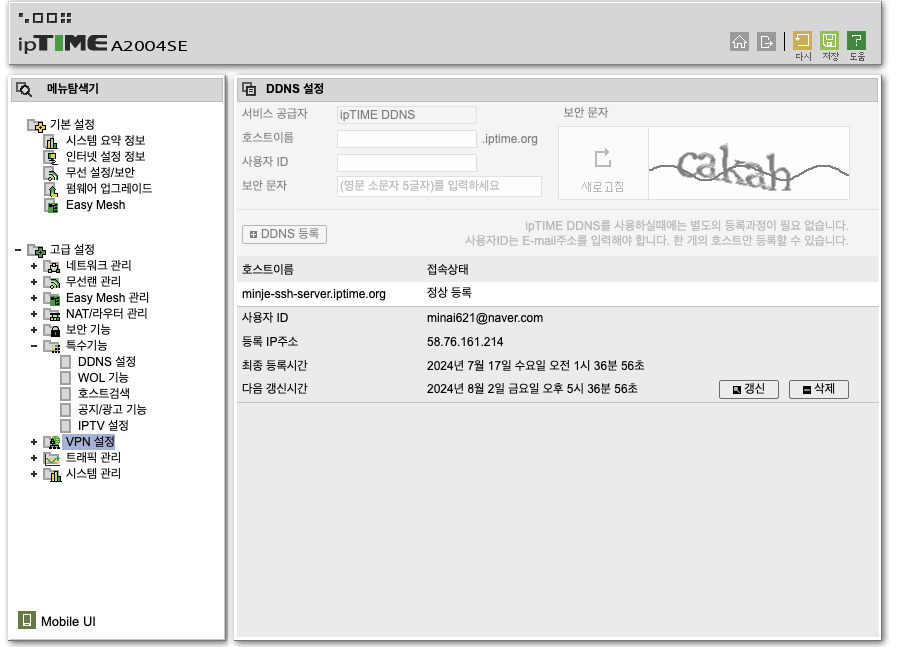 ipTIME A2004SE
다시 저장 도움
메뉴탐색기
기본 설정
시스템 요약 정보
인터넷 설정 정보
무선 설정/보안
펌웨어 업그레이드
Easy Mesh
고급 설정
네트워크 관리
무선랜 관리
Easy Mesh 관리
NAT/라우터 관리
보안 기능
특수기능
DDNS 설정
WOL 기능
호스트검색
공지/광고 기능
IPTV 설정
VPN 설정
트래픽 관리
시스템 관리
Mobile UI
DDNS 설정
서비스 공급자 ipTIME DDNS
호스트이름 .iptime.org
사용자 ID
보안 문자 (영문 소문자 5글자)를 입력하세요
보안 문자
새로고침
cakah
DDNS 등록
ipTIME DDNS를 사용하실때에는 별도의 등록과정이 필요 없습니다.
사용자ID는 E-mail주소를 입력해야 합니다. 한 개의 호스트만 등록할 수 있습니다.
호스트이름 접속상태
minje-ssh-server.iptime.org 정상 등록
사용자 ID minai621@naver.com
등록 IP주소 58.76.161.214
최종 등록시간 2024년 7월 17일 수요일 오전 1시 36분 56초
다음 갱신시간 2024년 8월 2일 금요일 오후 5시 36분 56초 갱신 삭제